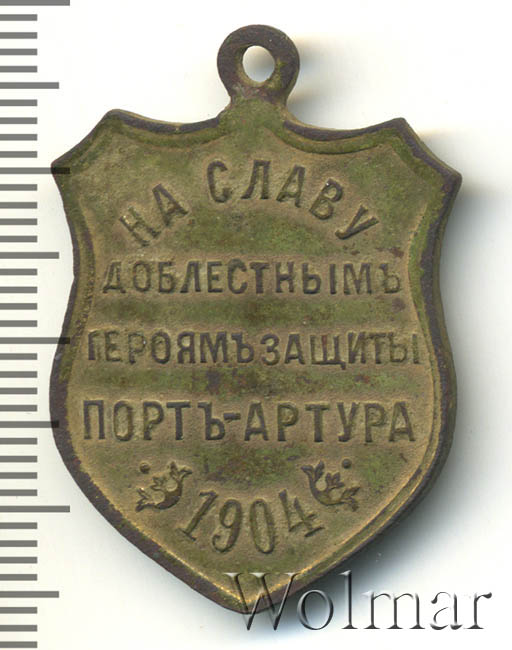 НА СЛАВУ
ДОБЛЕСТНЫМЪ
ГЕРОЯМЪ ЗАЩИТЫ
ПОРТЪ-АРТУРА
1904
Wolmar